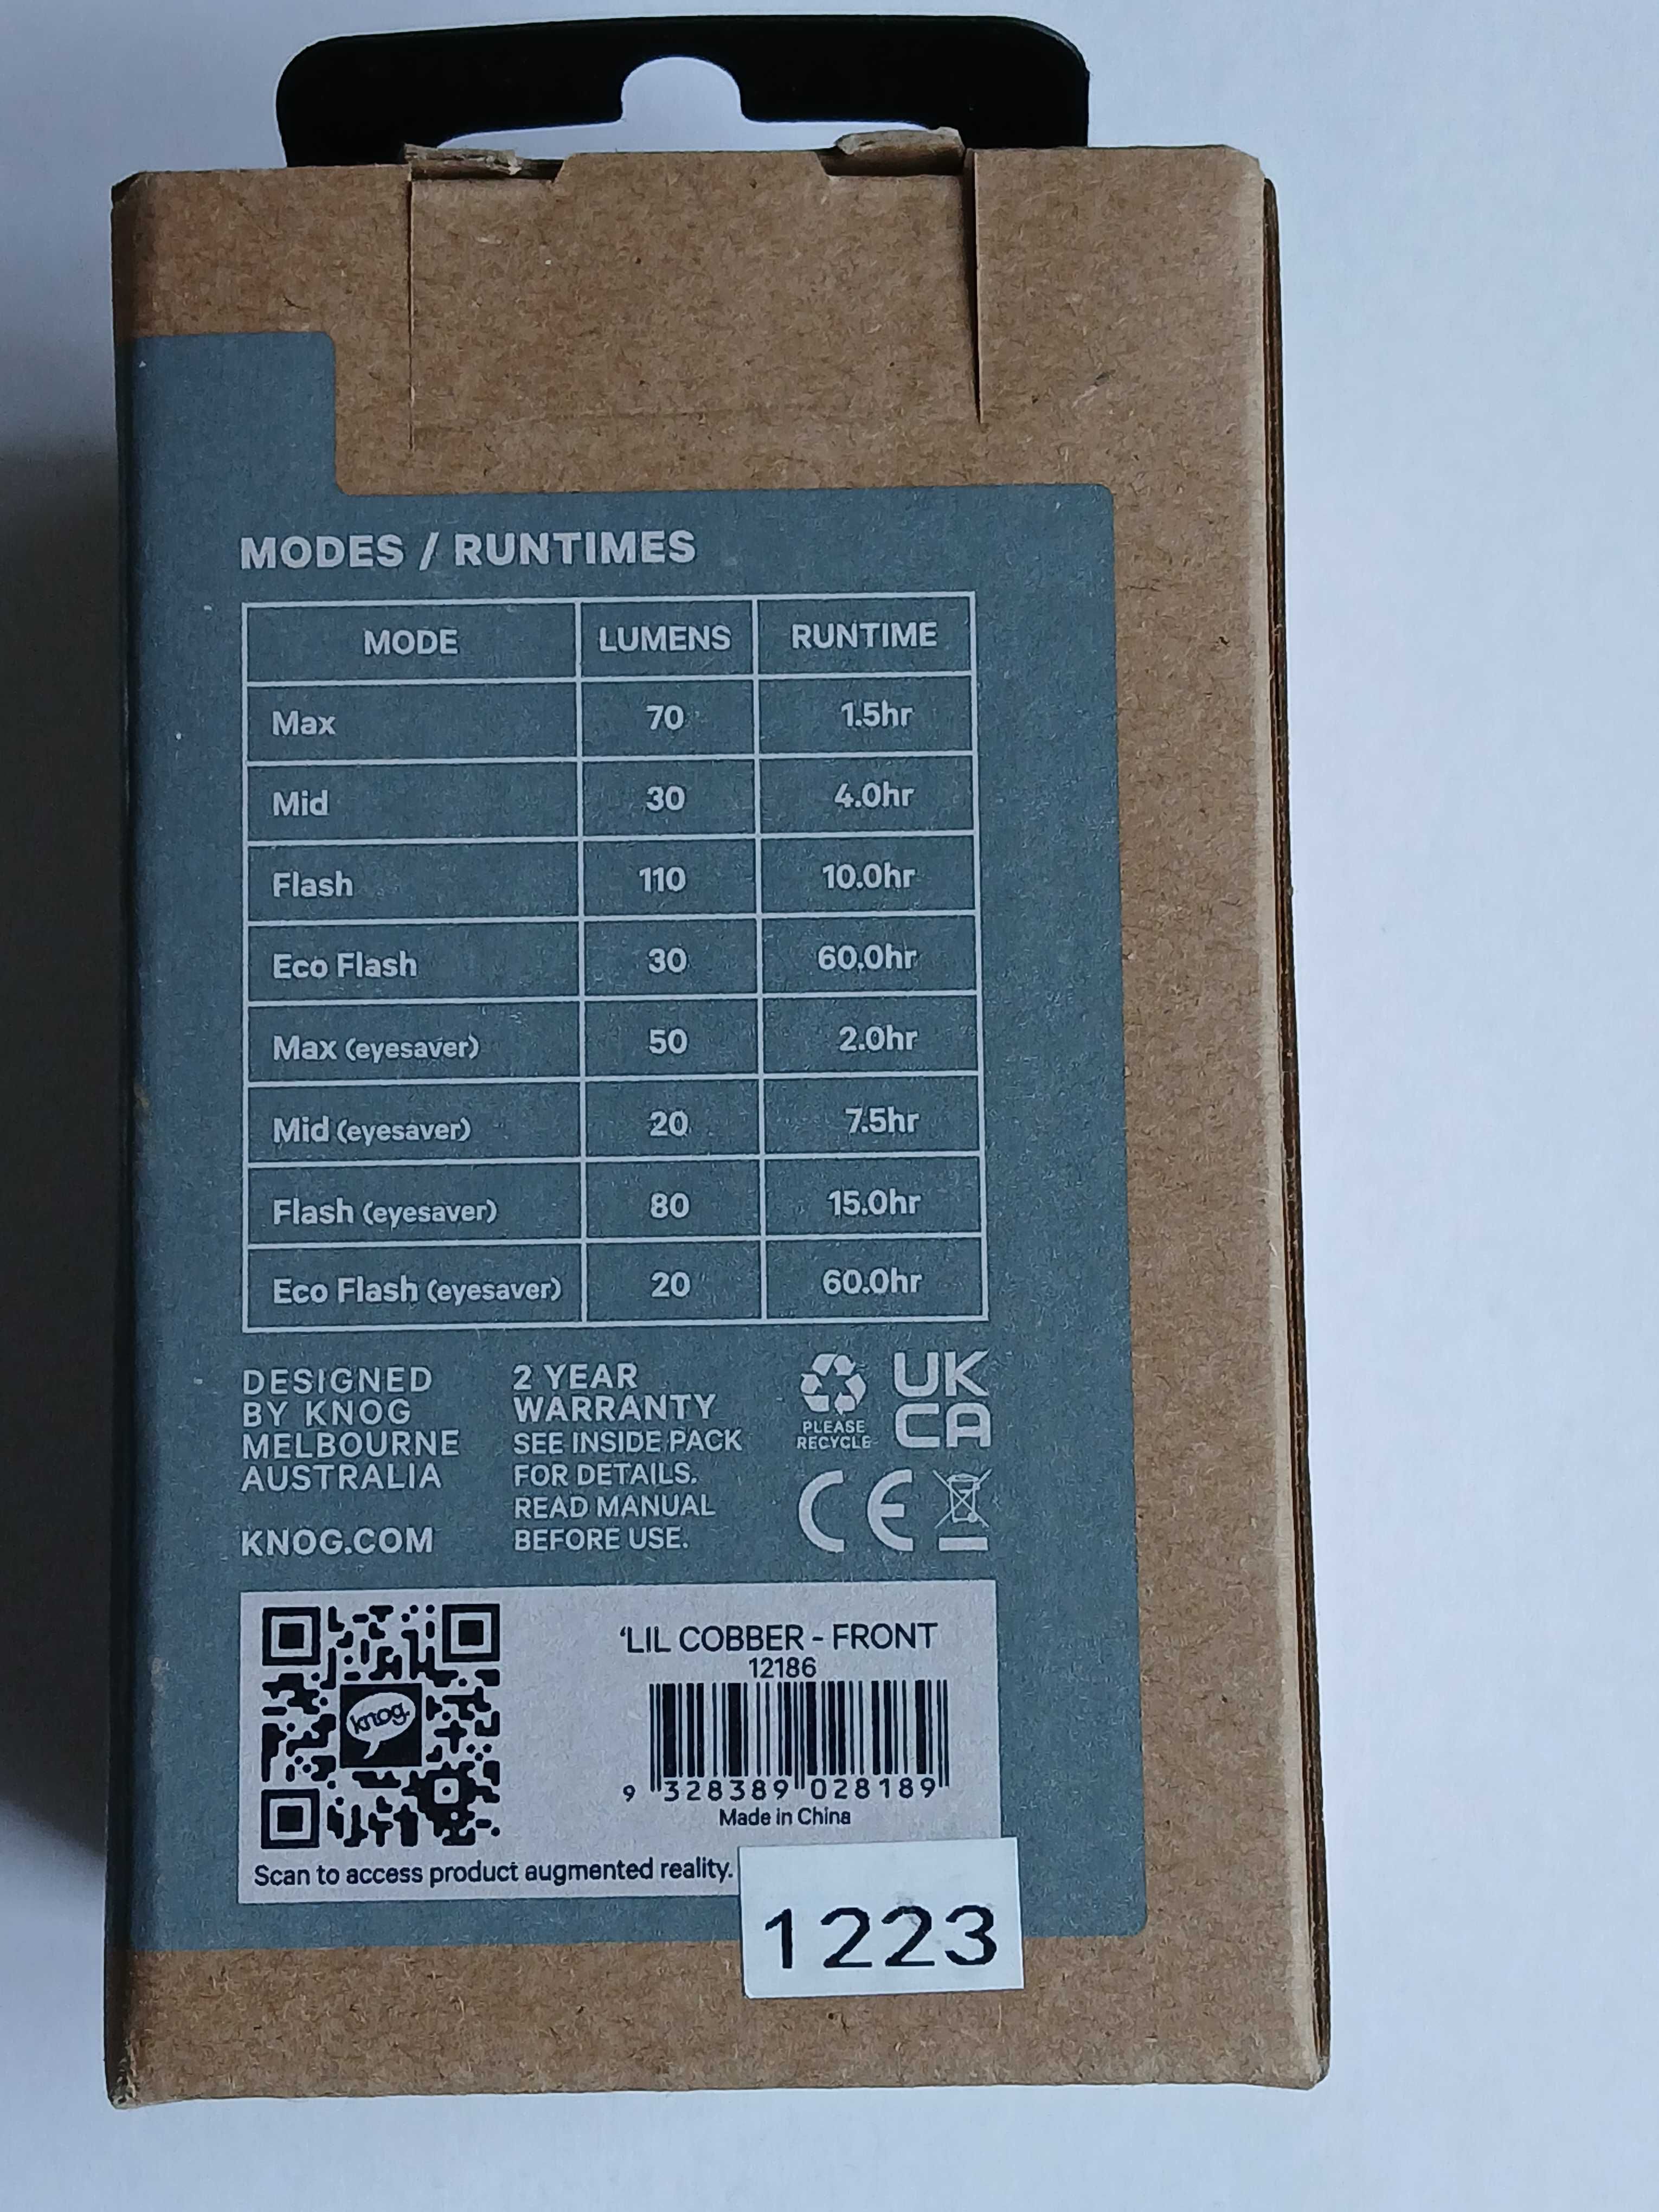 MODES / RUNTIMES
MODE LUMENS RUNTIME
Max 70 1.5hr
Mid 30 4.0hr
Flash 110 10.0hr
Eco Flash 30 60.0hr
Max (eyesaver) 50 2.0hr
Mid (eyesaver) 20 7.5hr
Flash (eyesaver) 80 15.0hr
Eco Flash (eyesaver) 20 60.0hr
DESIGNED
BY KNOG
MELBOURNE
AUSTRALIA
KNOG.COM
2 YEAR
WARRANTY
SEE INSIDE PACK
FOR DETAILS.
READ MANUAL
BEFORE USE.
PLEASE
RECYCLE
UK
CA
CE
knog.
‘LIL COBBER - FRONT
12186
9 328389 028189
Made in China
Scan to access product augmented reality.
1223